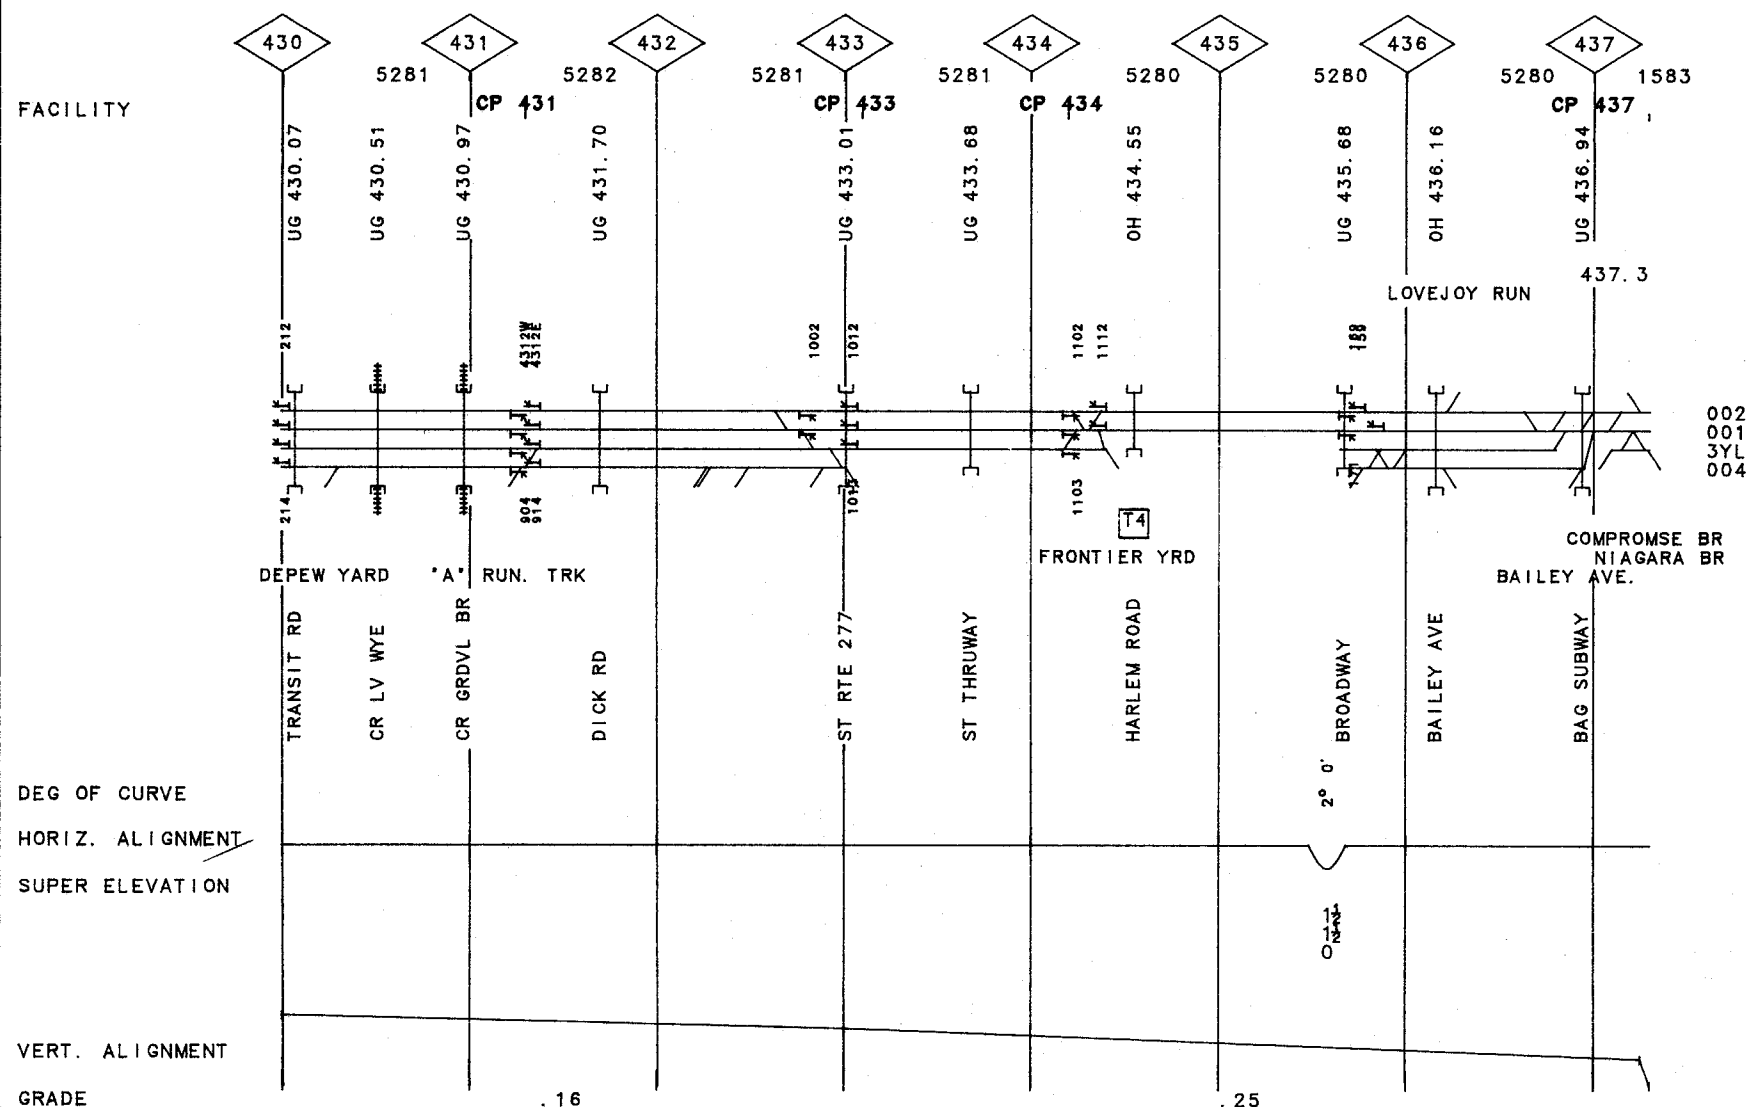 430 431 432 433 434 435 436 437
5281 5282 5281 5281 5280 5280 5280 1583
FACILITY
CP 431 CP 433 CP 434 CP 437
UG 430.07
UG 430.51
UG 430.97
UG 431.70
UG 433.01
UG 433.68
OH 434.55
UG 435.68
OH 436.16
UG 436.94
437.3
LOVEJOY RUN
212
4312W
4312E
1002
1012
1102
1112
158
002
001
3YL
004
214
904
914
1013
1103
T4
FRONTIER YRD
COMPROMSE BR
NIAGARA BR
BAILEY AVE.
DEPEW YARD "A" RUN. TRK
TRANSIT RD
CR LV WYE
CR GRDVL BR
DICK RD
ST RTE 277
ST THRUWAY
HARLEM ROAD
BROADWAY
BAILEY AVE
BAG SUBWAY
DEG OF CURVE
2° 0'
HORIZ. ALIGNMENT
SUPER ELEVATION
1½
1½
0
VERT. ALIGNMENT
GRADE
.16 .25